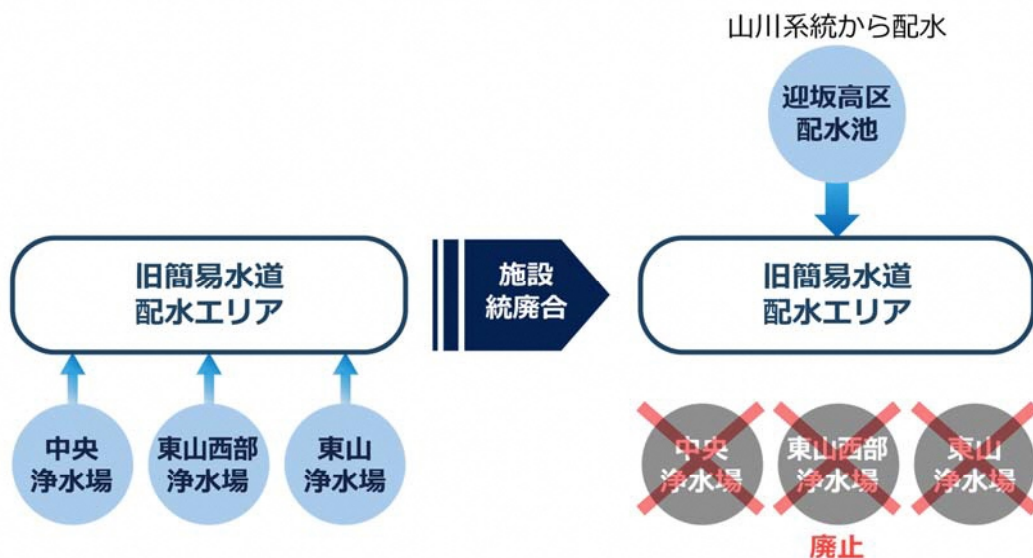 山川系統から配水
迎坂高区
配水池
旧簡易水道
配水エリア
施設
統廃合
旧簡易水道
配水エリア
中央
浄水場
東山西部
浄水場
東山
浄水場
中央
浄水場
東山西部
浄水場
東山
浄水場
廃止